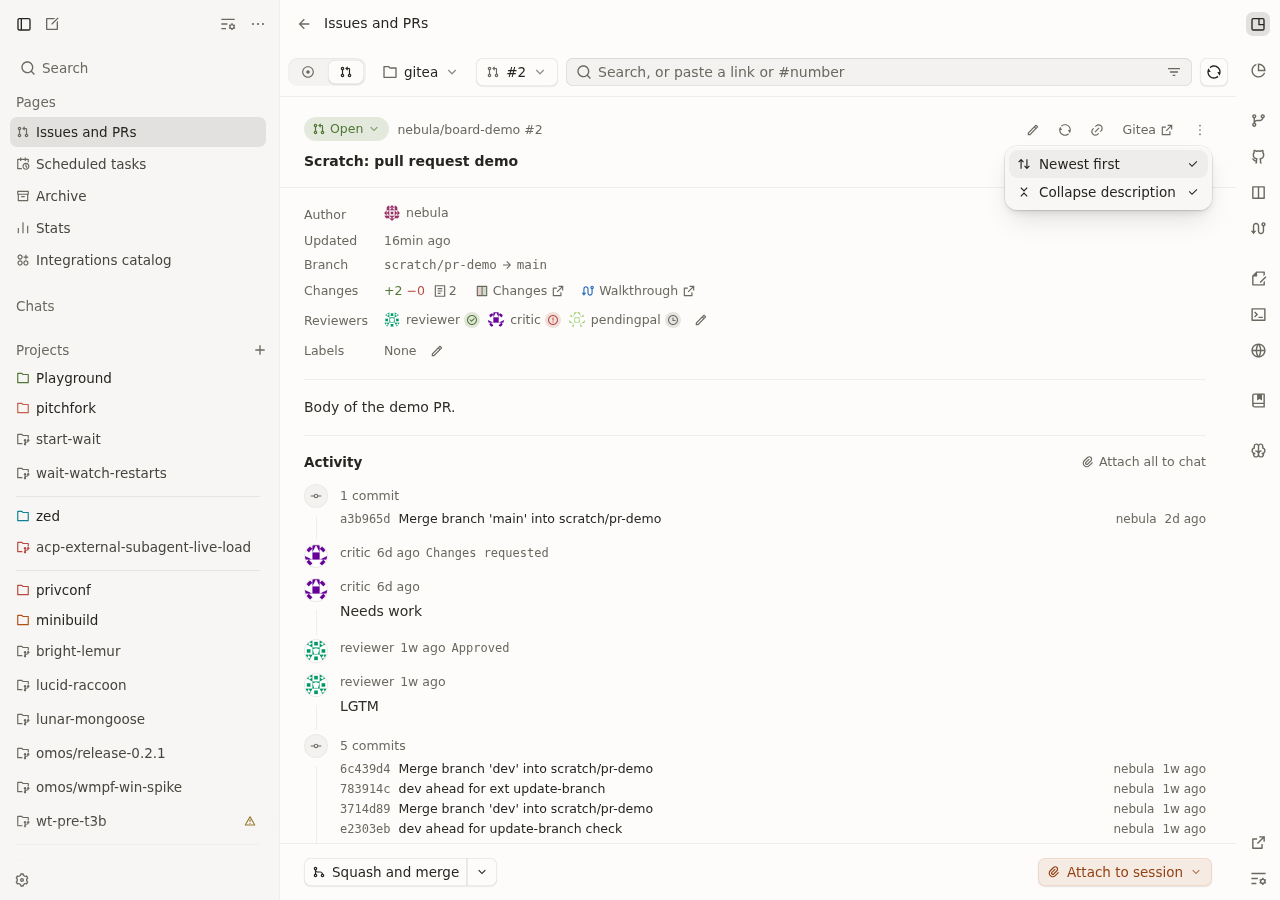 Issues and PRs
Search
gitea
#2
Search, or paste a link or #number
Pages
Issues and PRs
Scheduled tasks
Archive
Stats
Integrations catalog
Chats
Projects
Playground
pitchfork
start-wait
wait-watch-restarts
zed
acp-external-subagent-live-load
privconf
minibuild
bright-lemur
lucid-raccoon
lunar-mongoose
omos/release-0.2.1
omos/wmpf-win-spike
wt-pre-t3b
Open
nebula/board-demo #2
Gitea
Scratch: pull request demo
Newest first
Collapse description
Author nebula
Updated 16min ago
Branch scratch/pr-demo → main
Changes +2 −0 2 Changes Walkthrough
Reviewers reviewer critic pendingpal
Labels None
Body of the demo PR.
Activity Attach all to chat
1 commit
a3b965d Merge branch 'main' into scratch/pr-demo nebula 2d ago
critic 6d ago Changes requested
critic 6d ago
Needs work
reviewer 1w ago Approved
reviewer 1w ago
LGTM
5 commits
6c439d4 Merge branch 'dev' into scratch/pr-demo nebula 1w ago
783914c dev ahead for ext update-branch nebula 1w ago
3714d89 Merge branch 'dev' into scratch/pr-demo nebula 1w ago
e2303eb dev ahead for update-branch check nebula 1w ago
Squash and merge
Attach to session